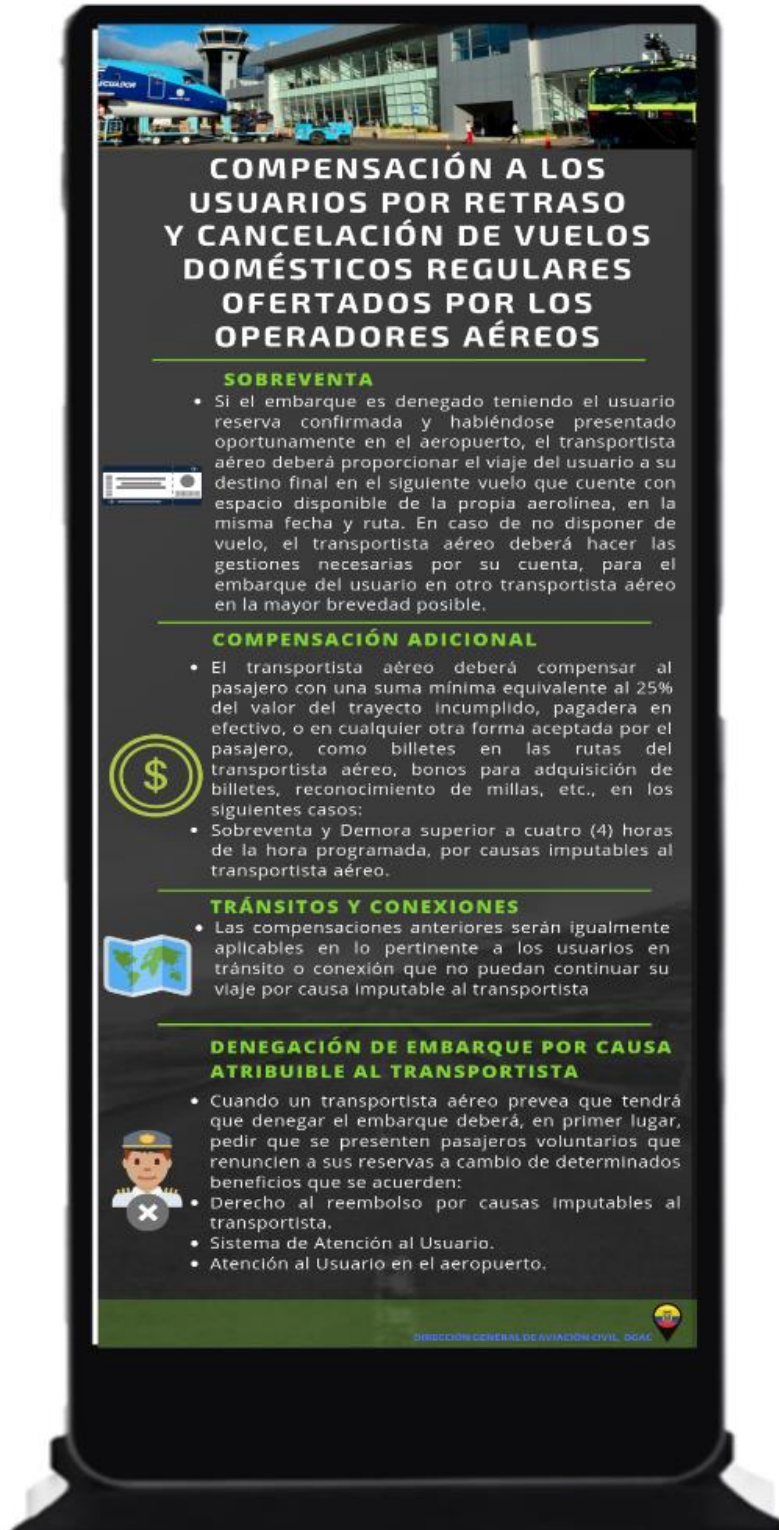 ECUADOR
COMPENSACIÓN A LOS
USUARIOS POR RETRASO
Y CANCELACIÓN DE VUELOS
DOMÉSTICOS REGULARES
OFERTADOS POR LOS
OPERADORES AÉREOS
SOBREVENTA
• Si el embarque es denegado teniendo el usuario
reserva confirmada y habiéndose presentado
oportunamente en el aeropuerto, el transportista
aéreo deberá proporcionar el viaje del usuario a su
destino final en el siguiente vuelo que cuente con
espacio disponible de la propia aerolínea, en la
misma fecha y ruta. En caso de no disponer de
vuelo, el transportista aéreo deberá hacer las
gestiones necesarias por su cuenta, para el
embarque del usuario en otro transportista aéreo
en la mayor brevedad posible.
COMPENSACIÓN ADICIONAL
• El transportista aéreo deberá compensar al
pasajero con una suma mínima equivalente al 25%
del valor del trayecto incumplido, pagadera en
efectivo, o en cualquier otra forma aceptada por el
pasajero, como billetes en las rutas del
transportista aéreo, bonos para adquisición de
billetes, reconocimiento de millas, etc., en los
siguientes casos:
• Sobreventa y Demora superior a cuatro (4) horas
de la hora programada, por causas imputables al
transportista aéreo.
$
TRÁNSITOS Y CONEXIONES
• Las compensaciones anteriores serán igualmente
aplicables en lo pertinente a los usuarios en
tránsito o conexión que no puedan continuar su
viaje por causa imputable al transportista
DENEGACIÓN DE EMBARQUE POR CAUSA
ATRIBUIBLE AL TRANSPORTISTA
• Cuando un transportista aéreo prevea que tendrá
que denegar el embarque deberá, en primer lugar,
pedir que se presenten pasajeros voluntarios que
renuncien a sus reservas a cambio de determinados
beneficios que se acuerden:
• Derecho al reembolso por causas imputables al
transportista.
• Sistema de Atención al Usuario.
• Atención al Usuario en el aeropuerto.
DIRECCIÓN GENERAL DE AVIACIÓN CIVIL, DGAC